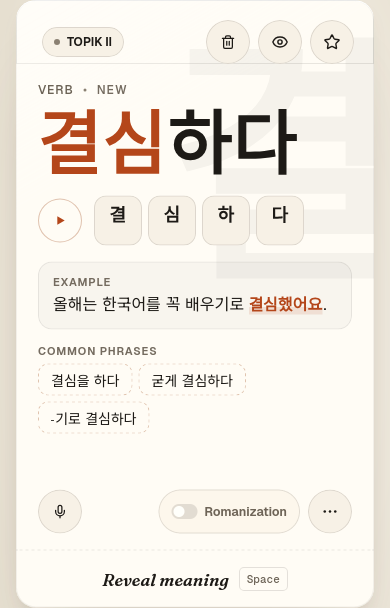 TOPIK II
VERB • NEW
결심하다
결 심 하 다
EXAMPLE
올해는 한국어를 꼭 배우기로 결심했어요.
COMMON PHRASES
결심을 하다 굳게 결심하다
-기로 결심하다
Romanization
Reveal meaning Space